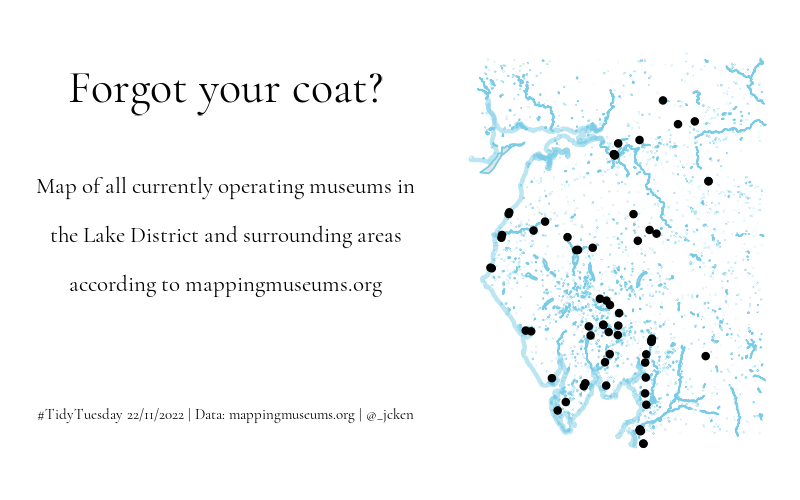 Forgot your coat?
Map of all currently operating museums in
the Lake District and surrounding areas
according to mappingmuseums.org
#TidyTuesday 22/11/2022 | Data: mappingmuseums.org | @_jcken